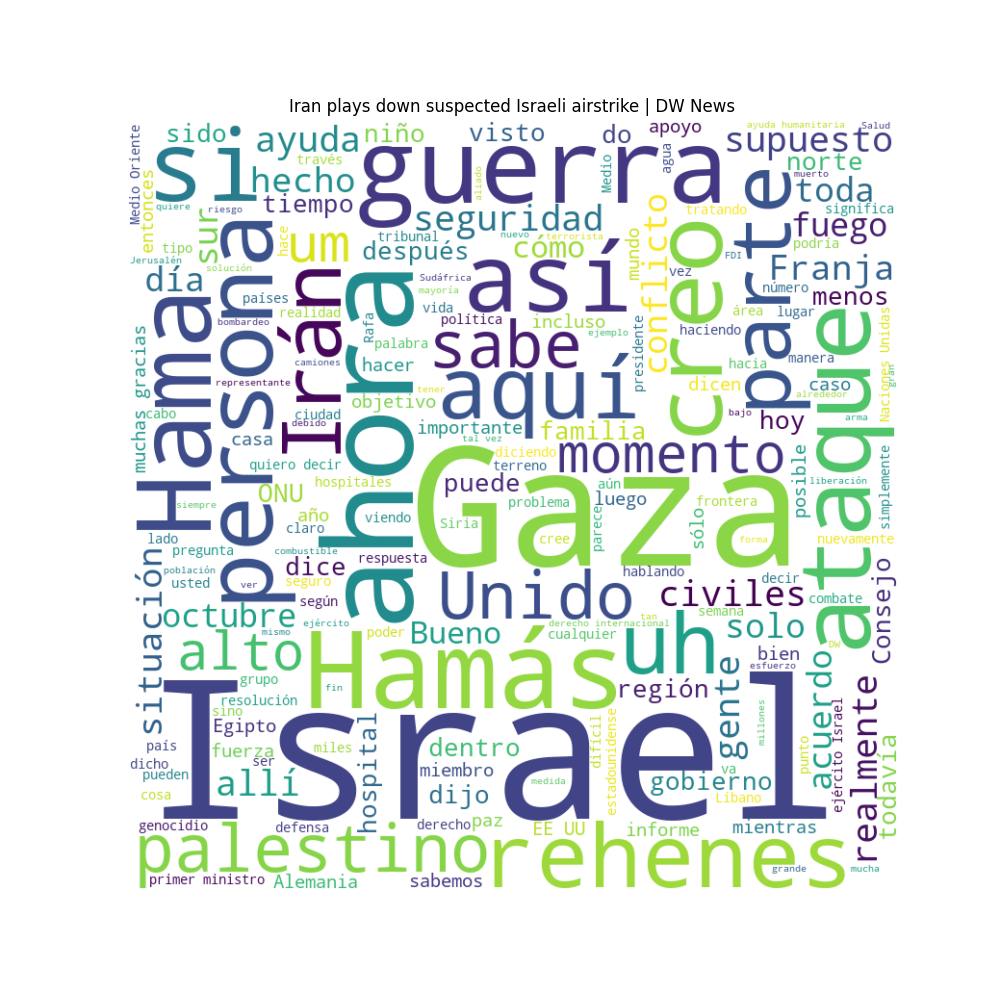 Iran plays down suspected Israeli airstrike | DW News
sido
ayuda
niño
visto
do
apoyo
ayuda humanitaria
Salud
supuesto
Medio Oriente
si
guerra
través
aliado
Medio
agua
muerto
norte
entonces
hecho
toda
quiere
riesgo
tiempo
seguridad
tratando
significa
sur
persona
hace
um
tribunal
nuevo
terrorista
cómo
mundo
conflicto
creo
parte
fuego
tipo
después
podría
Jerusalén
solución
día
Irán
ahora
Sudáfrica
así
vez
FDI
Franja
mayoría
países
vida
número
menos
Hamas
realidad
Rafa
política
incluso
ejemplo
presidente
haciendo
área
lugar
ataque
Naciones Unidas
gran
bombardeo
palabra
sabe
hacia
manera
muchas gracias
camiones
hacer
aquí
representante
tener
dicen
caso
alrededor
cabo
ciudad
debido
objetivo
importante
familia
bajo
hoy
arma
casa
tal vez
momento
quiero decir
diciendo
terreno
Gaza
posible
simplemente
hospitales
puede
aún
liberación
siempre
ONU
problema
luego
frontera
año
viendo
Siria
parece
sólo
lado
claro
cree
forma
nuevamente
pregunta
combustible
respuesta
usted
dice
hablando
Consejo
población
ver
seguro
Unido
civiles
decir
situación
según
combate
octubre
semana
ejército
derecho internacional
tan
mismo
poder
Bueno
cualquier
uh
solo
DW
alto
Hamás
gente
bien
esfuerzo
acuerdo
grupo
fin
región
realmente
resolución
sino
Israel
Egipto
hospital
difícil
estadounidense
millones
punto
ejército Israel
todavía
país
fuerza
miles
dentro
dicho
ser
miembro
va
pueden
allí
medida
gobierno
cosa
dijo
Líbano
genocidio
defensa
derecho
paz
EE UU
informe
mientras
palestino
rehenes
primer ministro
Alemania
sabemos
grande
mucha